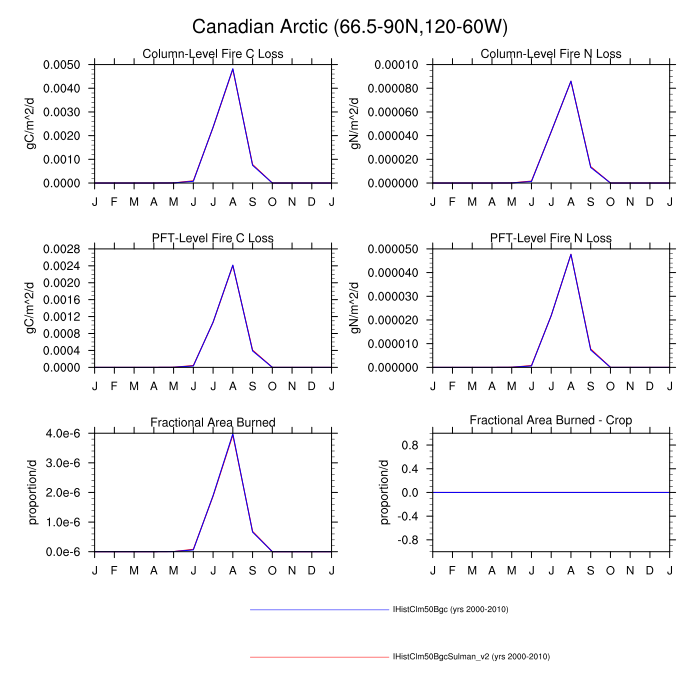 Canadian Arctic (66.5-90N,120-60W)
Column-Level Fire C Loss
gC/m^2/d
0.0050
0.0040
0.0030
0.0020
0.0010
0.0000
J F M A M J J A S O N D J
Column-Level Fire N Loss
gN/m^2/d
0.00010
0.000080
0.000060
0.000040
0.000020
0.000000
J F M A M J J A S O N D J
PFT-Level Fire C Loss
gC/m^2/d
0.0028
0.0024
0.0020
0.0016
0.0012
0.0008
0.0004
0.0000
J F M A M J J A S O N D J
PFT-Level Fire N Loss
gN/m^2/d
0.000050
0.000040
0.000030
0.000020
0.000010
0.000000
J F M A M J J A S O N D J
Fractional Area Burned
proportion/d
4.0e-6
3.0e-6
2.0e-6
1.0e-6
0.0e-6
J F M A M J J A S O N D J
Fractional Area Burned - Crop
proportion/d
0.8
0.4
0.0
-0.4
-0.8
J F M A M J J A S O N D J
IHistClm50Bgc (yrs 2000-2010)
IHistClm50BgcSulman_v2 (yrs 2000-2010)